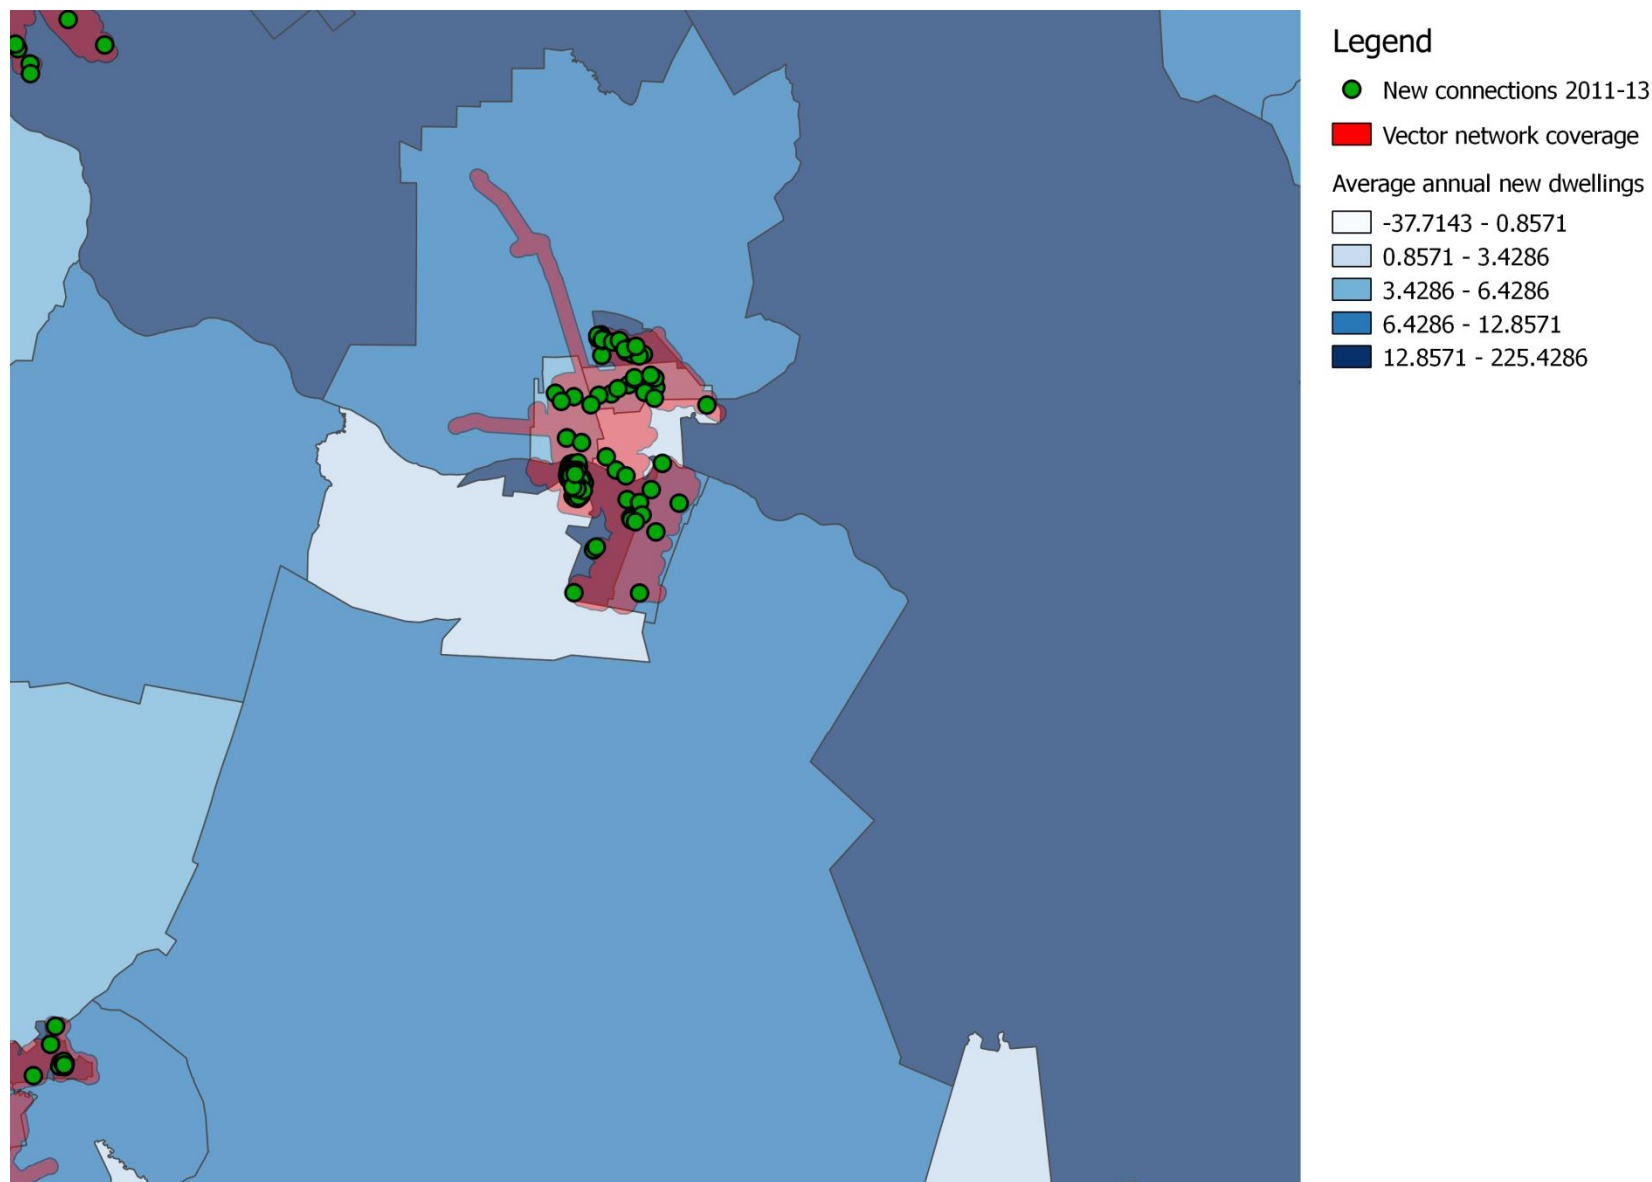 Legend
New connections 2011-13
Vector network coverage
Average annual new dwellings
-37.7143 - 0.8571
0.8571 - 3.4286
3.4286 - 6.4286
6.4286 - 12.8571
12.8571 - 225.4286